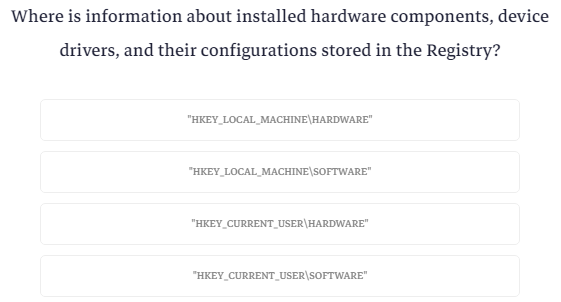 Where is information about installed hardware components, device
drivers, and their configurations stored in the Registry?
"HKEY_LOCAL_MACHINE\HARDWARE"
"HKEY_LOCAL_MACHINE\SOFTWARE"
"HKEY_CURRENT_USER\HARDWARE"
"HKEY_CURRENT_USER\SOFTWARE"